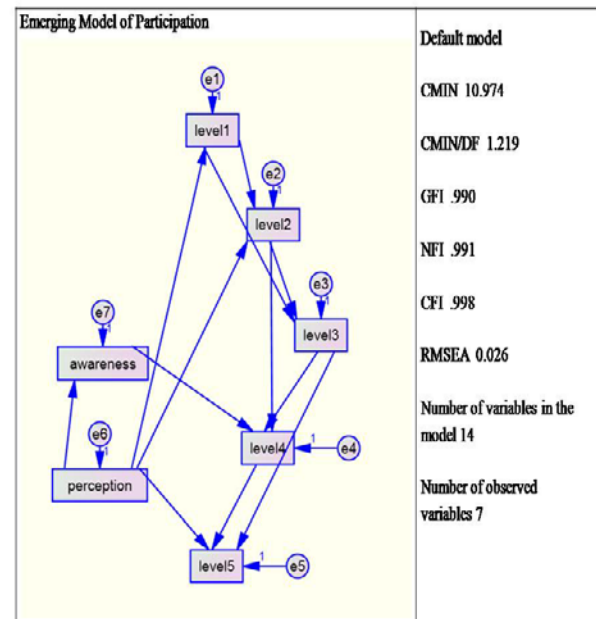 Emerging Model of Participation
e1
1
level1
e2
1
level2
e3
1
level3
e7
1
awareness
e6
1
perception
level4
1
e4
level5
1
e5
Default model
CMIN 10.974
CMIN/DF 1.219
GFI .990
NFI .991
CFI .998
RMSEA 0.026
Number of variables in the
model 14
Number of observed
variables 7